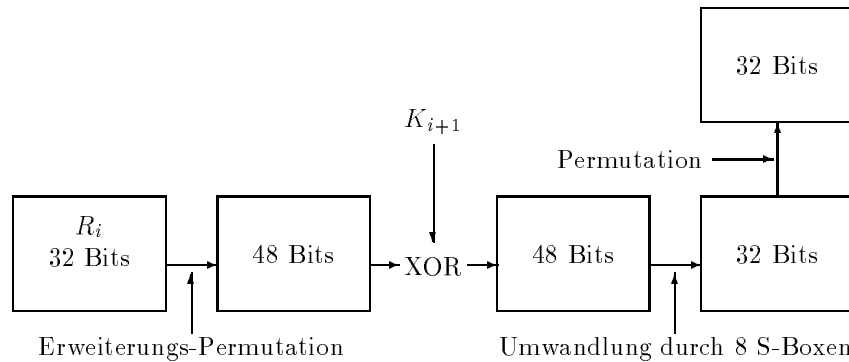 32 Bits
K_{i+1}
Permutation
R_i
32 Bits
48 Bits
XOR
48 Bits
32 Bits
Erweiterungs-Permutation
Umwandlung durch 8 S-Boxen